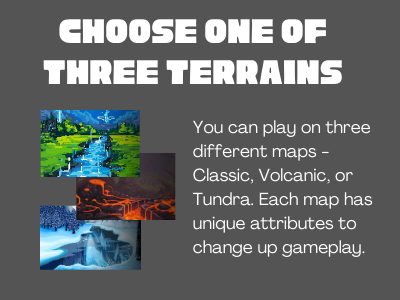 CHOOSE ONE OF
THREE TERRAINS
You can play on three
different maps -
Classic, Volcanic, or
Tundra. Each map has
unique attributes to
change up gameplay.